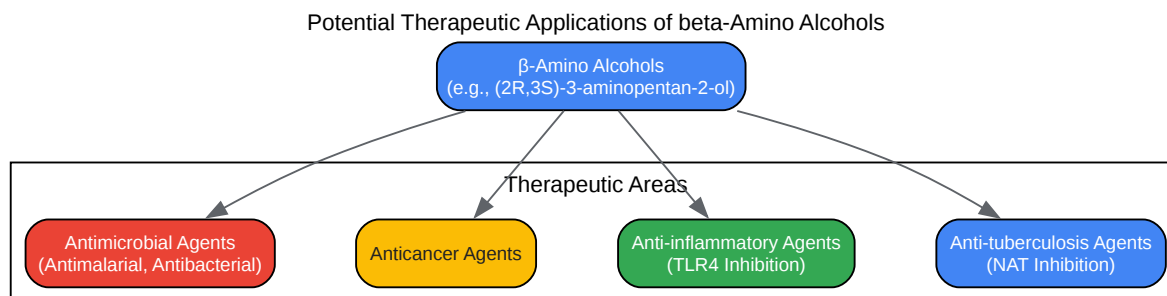 Potential Therapeutic Applications of beta-Amino Alcohols
β-Amino Alcohols
(e.g., (2R,3S)-3-aminopentan-2-ol)
Therapeutic Areas
Antimicrobial Agents
(Antimalarial, Antibacterial)
Anticancer Agents
Anti-inflammatory Agents
(TLR4 Inhibition)
Anti-tuberculosis Agents
(NAT Inhibition)